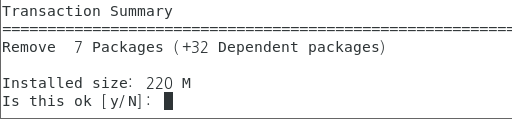 Transaction Summary
================================================================================
Remove  7 Packages (+32 Dependent packages)
Installed size: 220 M
Is this ok [y/N]: